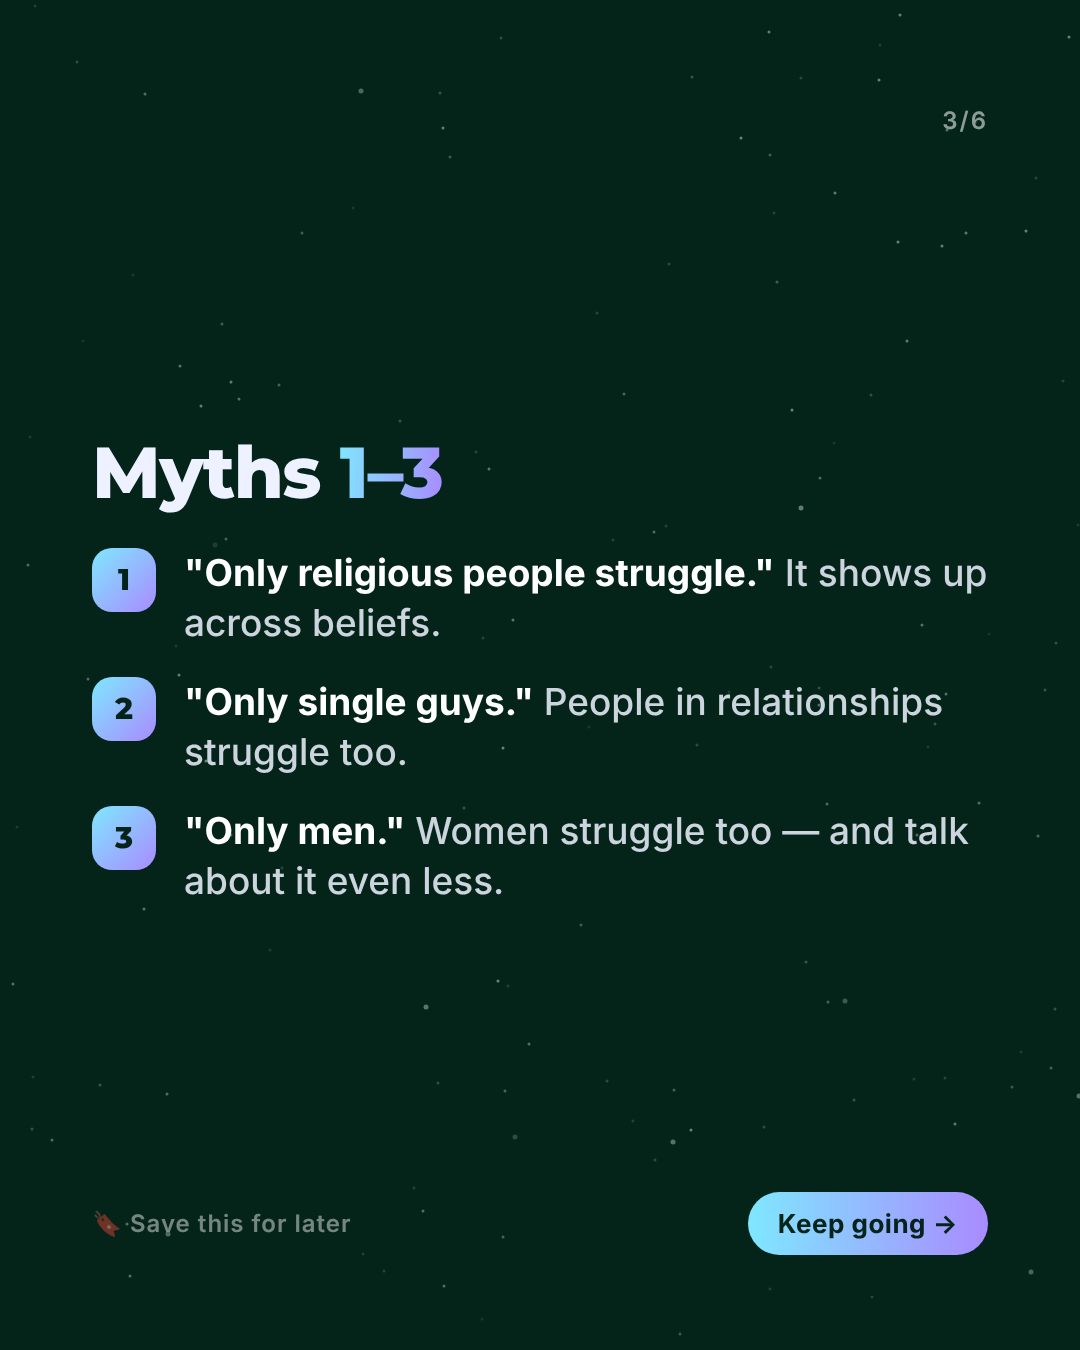 3/6
Myths 1–3
1
"Only religious people struggle." It shows up
across beliefs.
2
"Only single guys." People in relationships
struggle too.
3
"Only men." Women struggle too — and talk
about it even less.
🔖 Save this for later
Keep going →